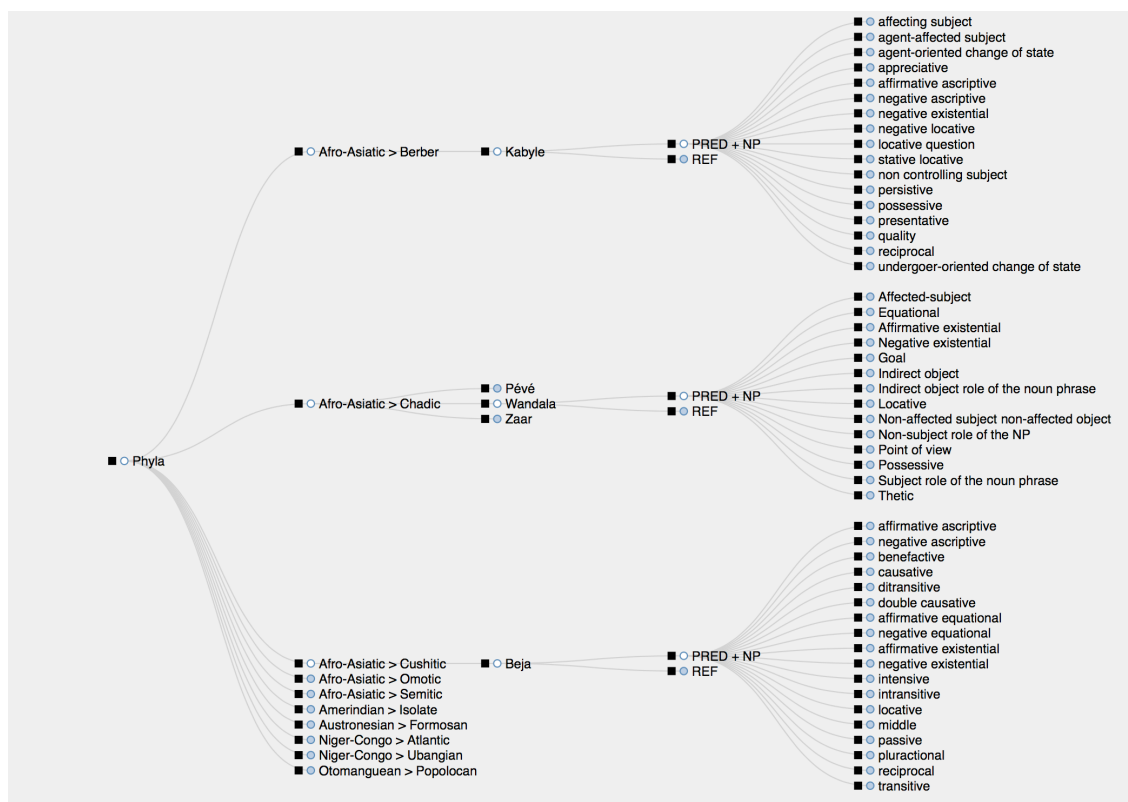 Phyla
Afro-Asiatic > Berber
Kabyle
PRED + NP
affecting subject
agent-affected subject
agent-oriented change of state
appreciative
affirmative ascriptive
negative ascriptive
negative existential
negative locative
locative question
stative locative
non controlling subject
persistive
possessive
presentative
quality
reciprocal
undergoer-oriented change of state
REF
Afro-Asiatic > Chadic
Pévé
Wandala
PRED + NP
Affected-subject
Equational
Affirmative existential
Negative existential
Goal
Indirect object
Indirect object role of the noun phrase
Locative
Non-affected subject non-affected object
Non-subject role of the NP
Point of view
Possessive
Subject role of the noun phrase
Thetic
REF
Zaar
Afro-Asiatic > Cushitic
Beja
PRED + NP
affirmative ascriptive
negative ascriptive
benefactive
causative
ditransitive
double causative
affirmative equational
negative equational
affirmative existential
negative existential
intensive
intransitive
locative
middle
passive
pluractional
reciprocal
transitive
REF
Afro-Asiatic > Omotic
Afro-Asiatic > Semitic
Amerindian > Isolate
Austronesian > Formosan
Niger-Congo > Atlantic
Niger-Congo > Ubangian
Otomanguean > Popolocan